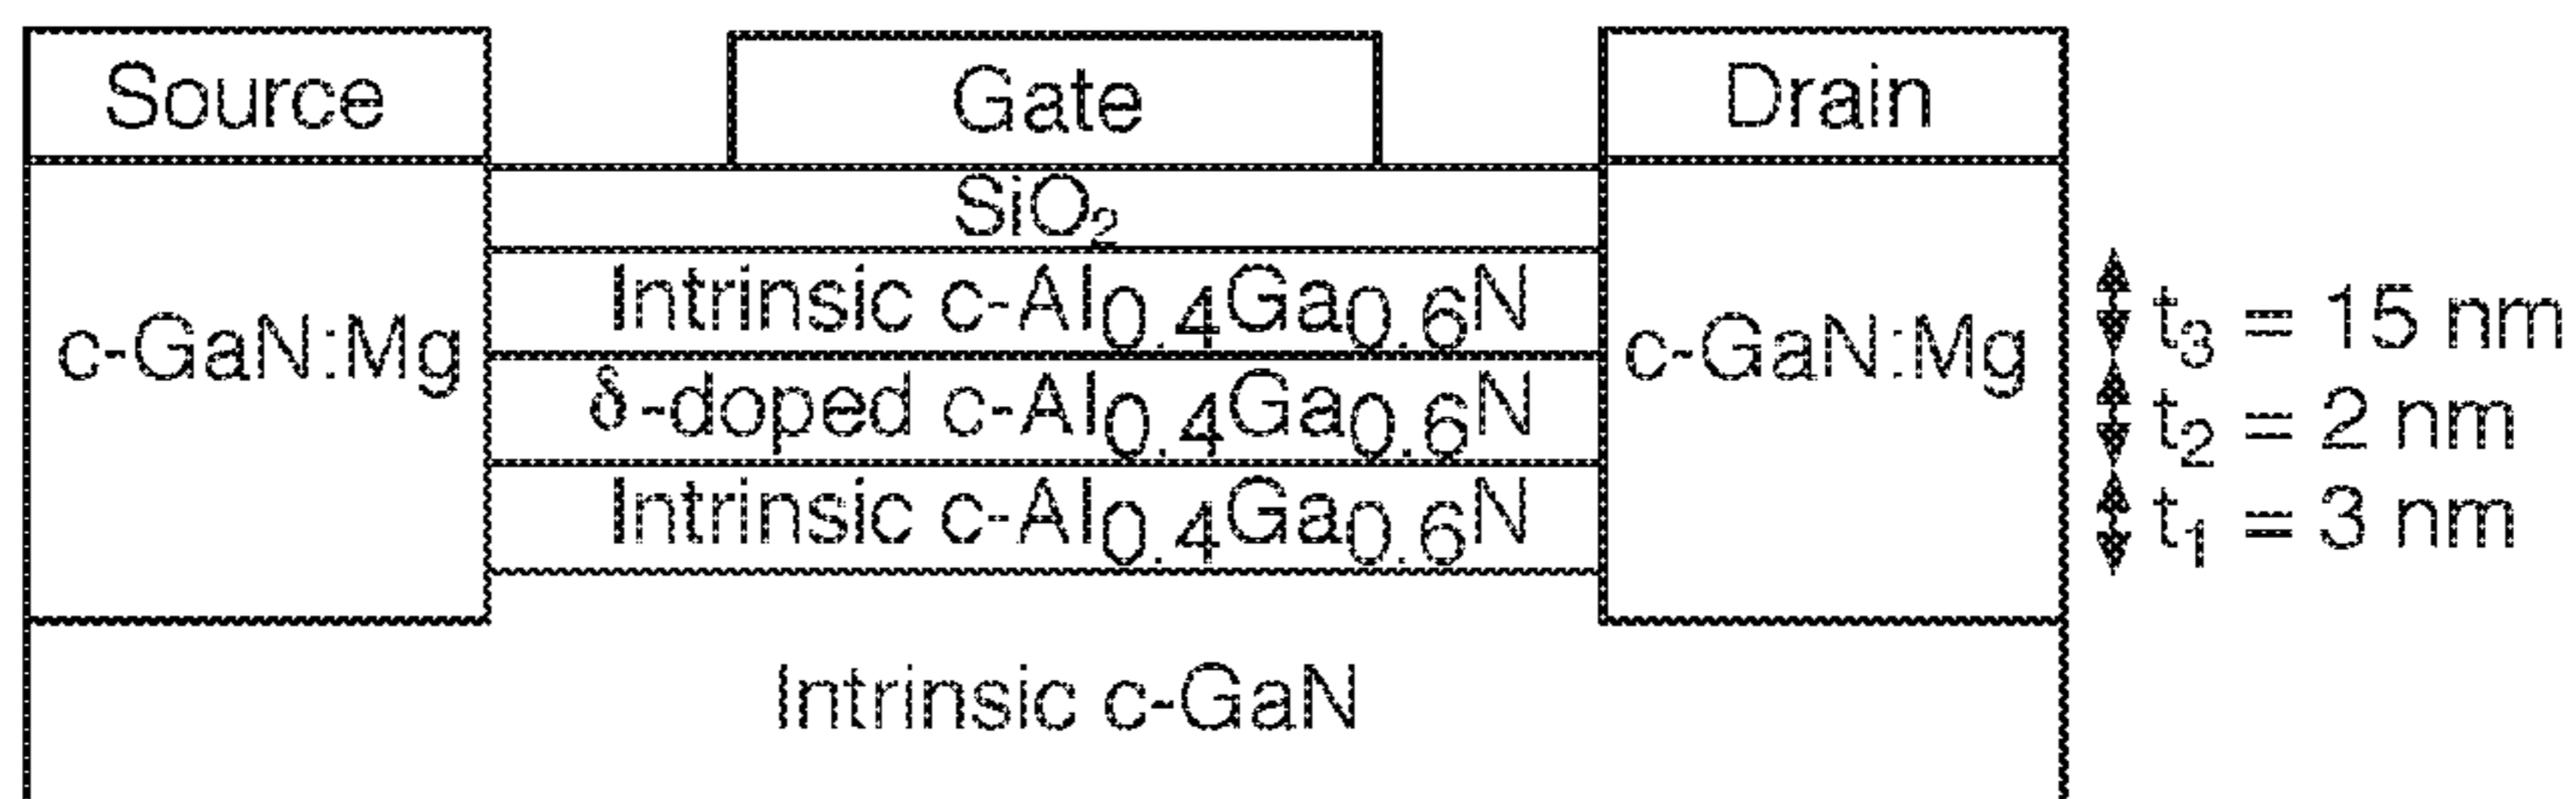 Source
Gate
Drain
SiO₂
Intrinsic c-Al₀.₄Ga₀.₆N
t₃ = 15 nm
c-GaN:Mg
c-GaN:Mg
δ-doped c-Al₀.₄Ga₀.₆N
t₂ = 2 nm
Intrinsic c-Al₀.₄Ga₀.₆N
t₁ = 3 nm
Intrinsic c-GaN